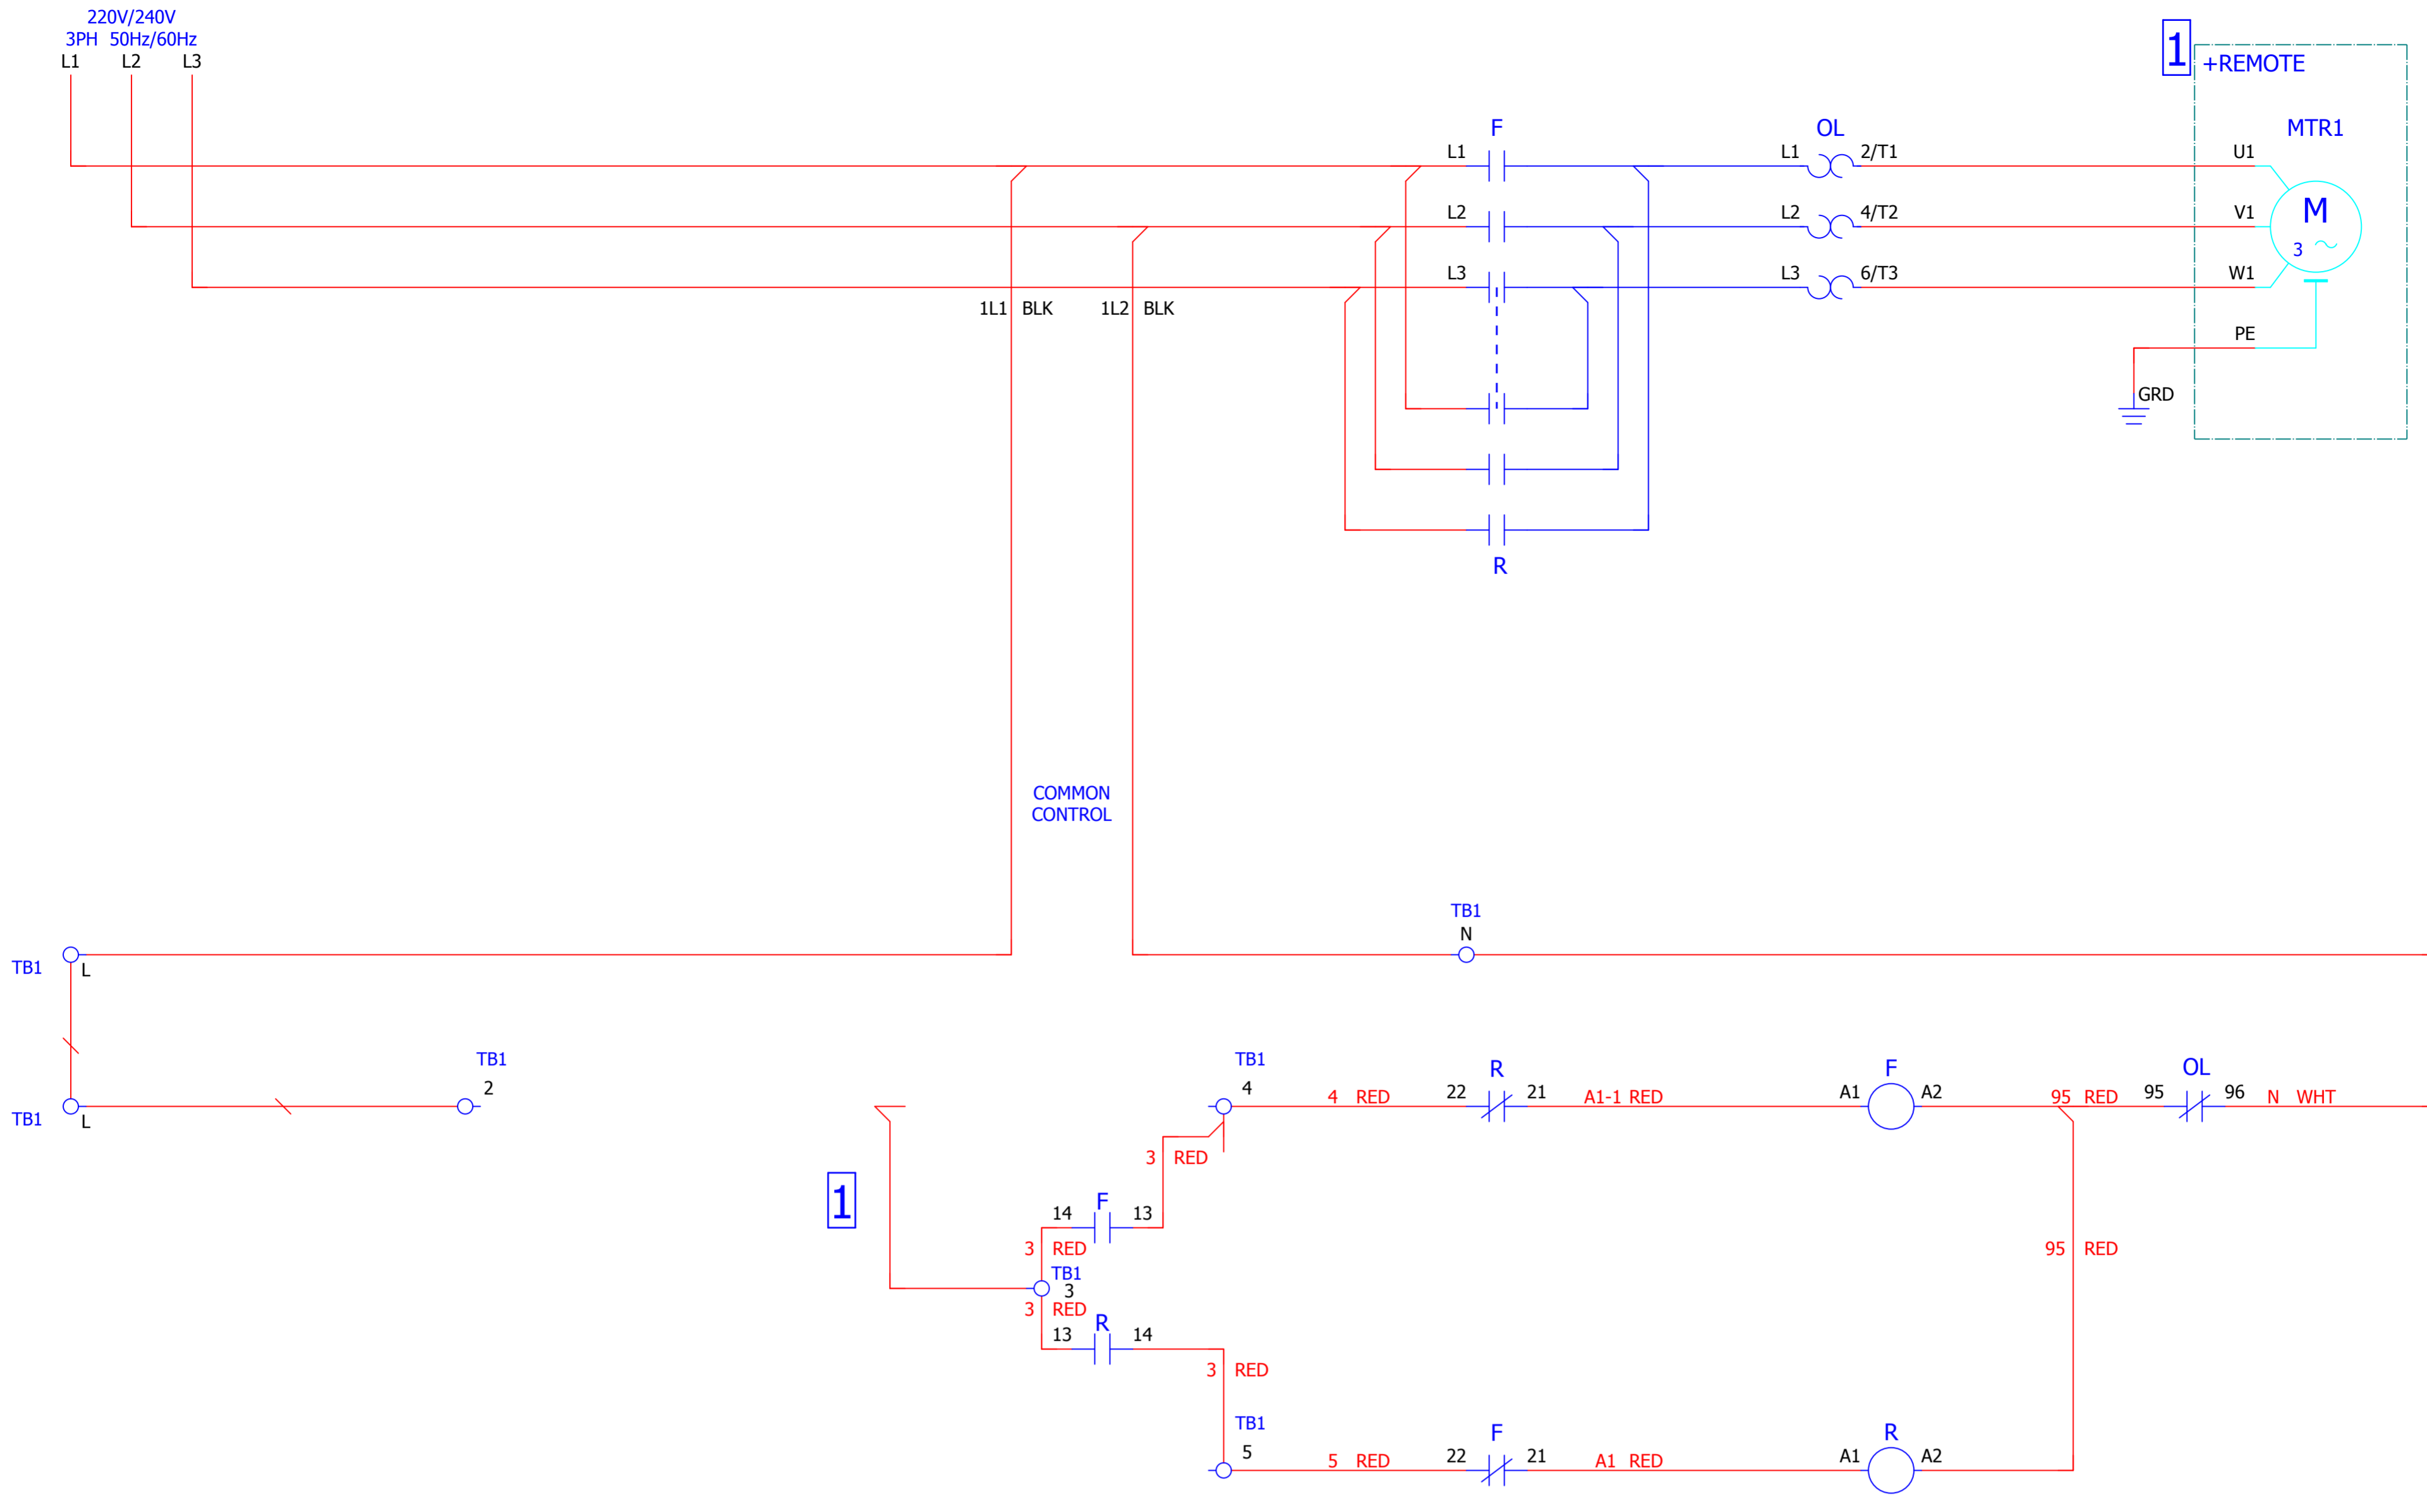 220V/240V
3PH 50Hz/60Hz
L1 L2 L3
1
+REMOTE
F OL MTR1
L1 L1 2/T1 U1
L2 L2 4/T2 V1
M
3
L3 L3 6/T3 W1
1L1 BLK 1L2 BLK
PE
GRD
R
COMMON
CONTROL
TB1
N
TB1
L
TB1
2
TB1
4
R
F
OL
4 RED 22 21 A1-1 RED A1 A2 95 RED 95 96 N WHT
TB1
L
3 RED
1
F
14 13
3 RED
95 RED
TB1
3
3 RED
R
13 14
3 RED
TB1
5
F
R
5 RED 22 21 A1 RED A1 A2